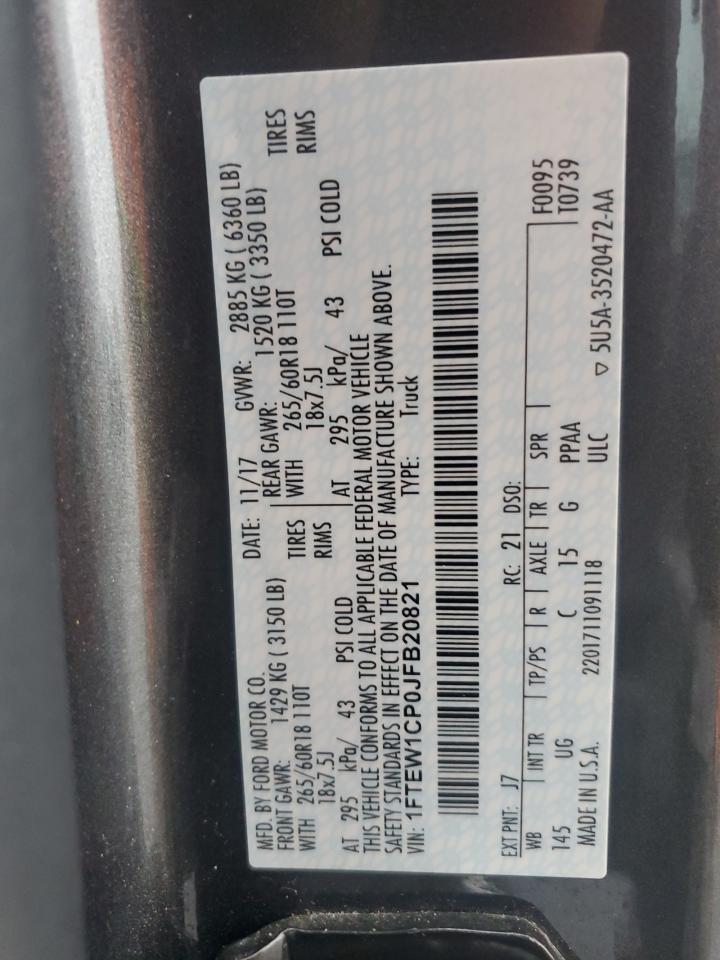 MFD. BY FORD MOTOR CO. DATE: 11/17 GVWR: 2885 KG ( 6360 LB)
FRONT GAWR: 1429 KG ( 3150 LB) REAR GAWR: 1520 KG ( 3350 LB)
WITH 265/60R18 110T TIRES WITH 265/60R18 110T TIRES
18x7.5J RIMS 18x7.5J RIMS
AT 295 kPa/ 43 PSI COLD AT 295 kPa/ 43 PSI COLD
THIS VEHICLE CONFORMS TO ALL APPLICABLE FEDERAL MOTOR VEHICLE
SAFETY STANDARDS IN EFFECT ON THE DATE OF MANUFACTURE SHOWN ABOVE.
VIN: 1FTEW1CP0JFB20821 TYPE: Truck
EXT PNT: J7 RC: 21 DSO: F0095
WB INT TR TP/PS R AXLE TR SPR T0739
145 UG C 15 G PPAA
MADE IN U.S.A. 2201711091118 ULC ▽ 5U5A-3520472-AA